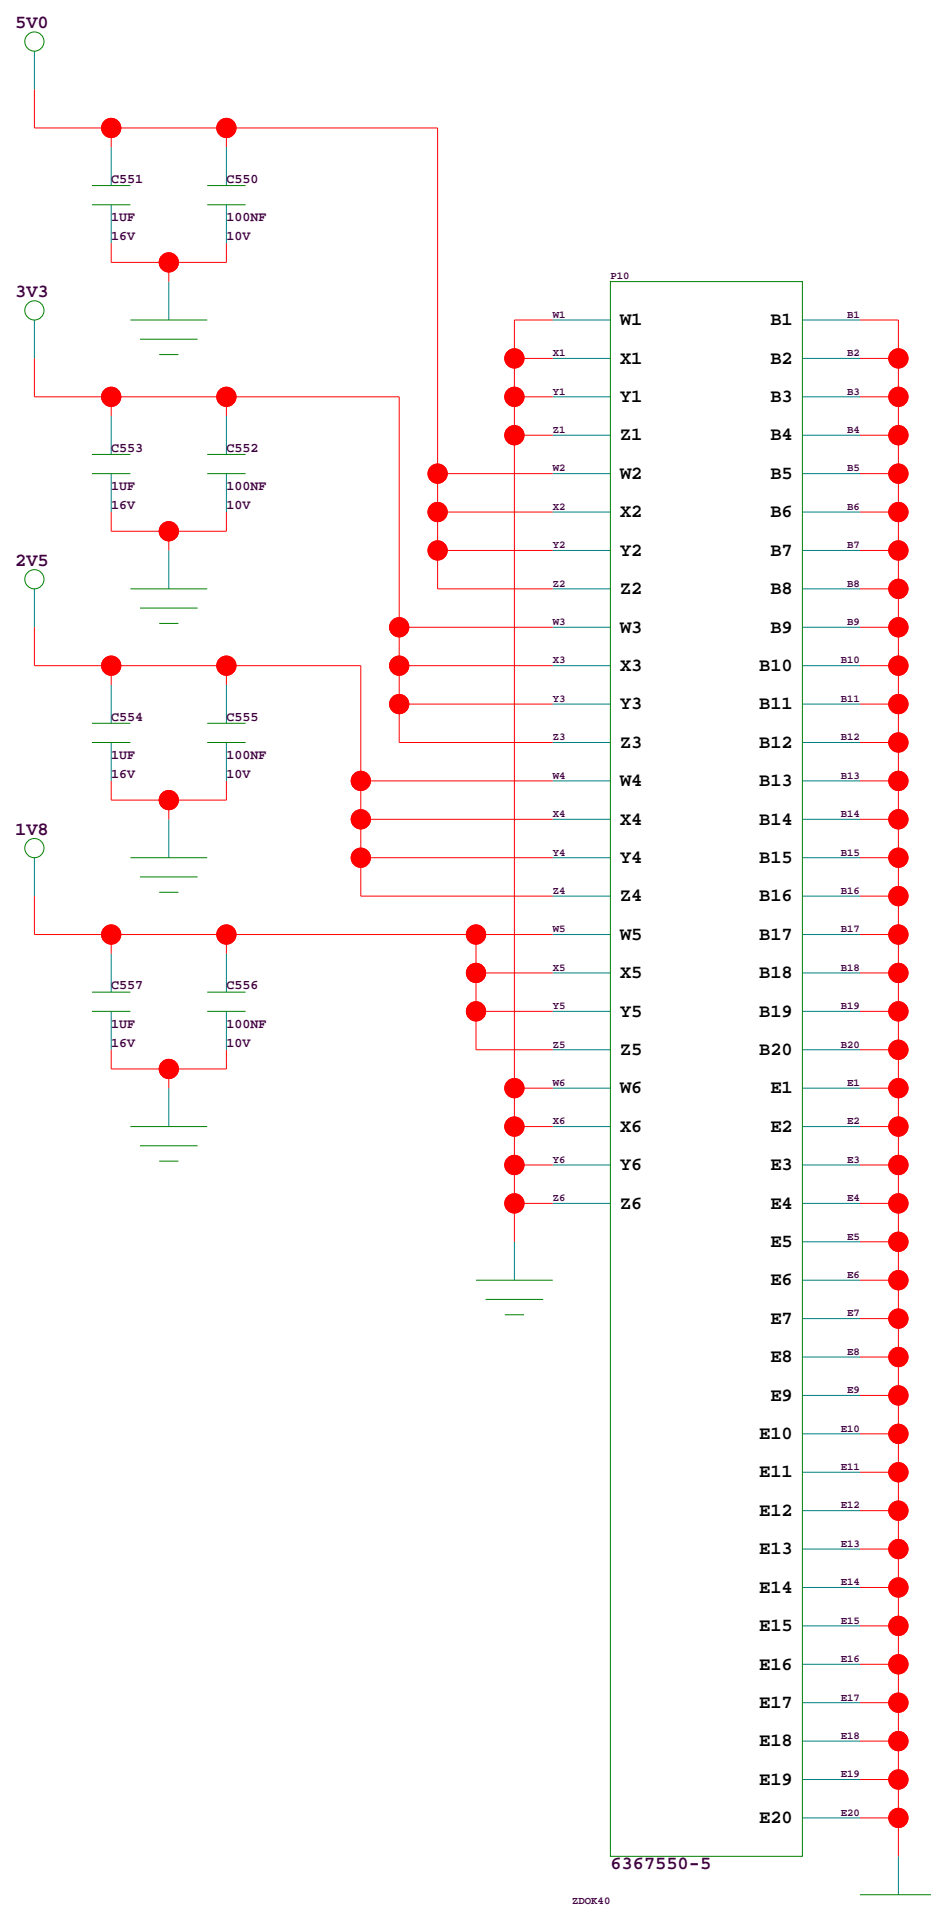 5V0
C551
C550
1UF
100NF
16V
10V
3V3
C553
C552
1UF
100NF
16V
10V
2V5
C554
C555
1UF
100NF
16V
10V
1V8
C557
C556
1UF
100NF
16V
10V
P10
W1 W1 B1 B1
X1 X1 B2 B2
Y1 Y1 B3 B3
Z1 Z1 B4 B4
W2 W2 B5 B5
X2 X2 B6 B6
Y2 Y2 B7 B7
Z2 Z2 B8 B8
W3 W3 B9 B9
X3 X3 B10 B10
Y3 Y3 B11 B11
Z3 Z3 B12 B12
W4 W4 B13 B13
X4 X4 B14 B14
Y4 Y4 B15 B15
Z4 Z4 B16 B16
W5 W5 B17 B17
X5 X5 B18 B18
Y5 Y5 B19 B19
Z5 Z5 B20 B20
W6 W6 E1 E1
X6 X6 E2 E2
Y6 Y6 E3 E3
Z6 Z6 E4 E4
E5 E5
E6 E6
E7 E7
E8 E8
E9 E9
E10 E10
E11 E11
E12 E12
E13 E13
E14 E14
E15 E15
E16 E16
E17 E17
E18 E18
E19 E19
E20 E20
6367550-5
ZDOK40